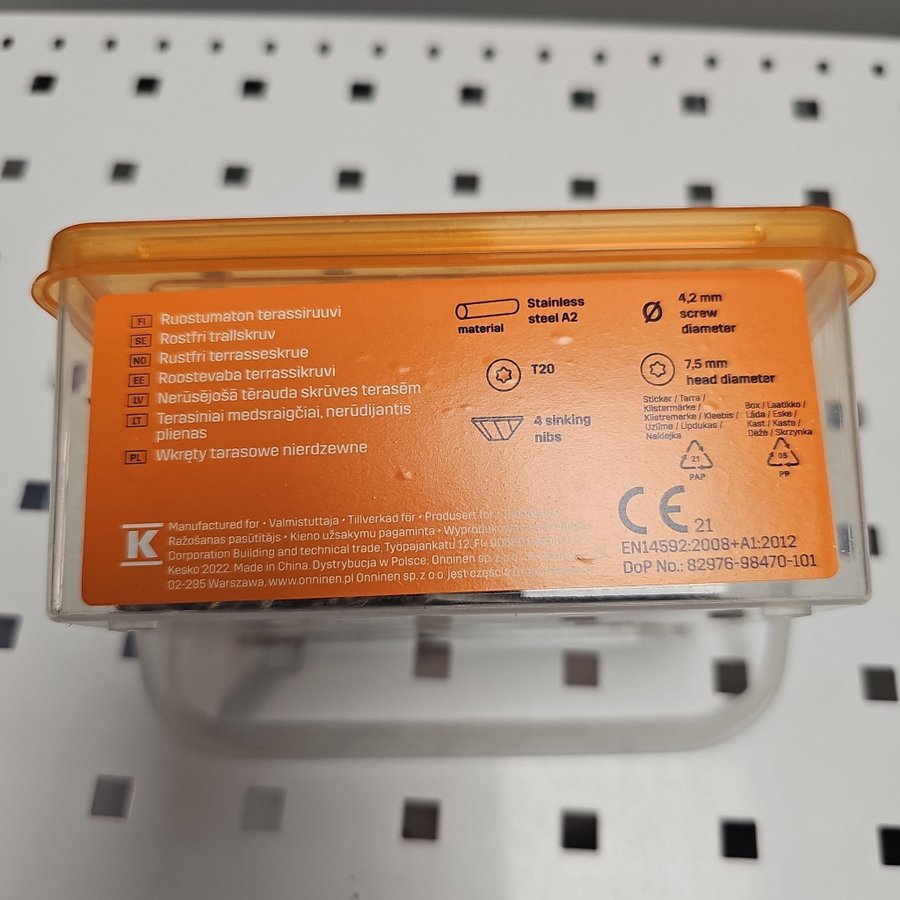 FI Ruostumaton terassiruuvi
SE Rostfri trallskruv
NO Rustfri terrasseskrue
EE Roostevaba terrassikruvi
LV Nerūsējošā tērauda skrūves terasēm
LT Terasiniai medsraigčiai, nerūdijantis
plienas
PL Wkręty tarasowe nierdzewne
material
Stainless
steel A2
T20
4 sinking
nibs
4,2 mm
screw
diameter
7,5 mm
head diameter
Sticker / Tarra /
Klistermärke /
Klistremerke / Kleebis /
Uzlīme / Lipdukas /
Naklejka
21
PAP
Box / Laatikko /
Låda / Eske /
Kast / Kaste /
Dėžė / Skrzynka
05
PP
K
Manufactured for • Valmistuttaja • Tillverkad för • Produsert for •
Ražošanas pasūtītājs • Kieno užsakymu pagaminta •
Corporation Building and technical trade, Työpajankatu 12, FI-
Kesko 2022. Made in China. Dystrybucja w Polsce: Onninen sp. z o.o.
02-295 Warszawa, www.onninen.pl Onninen sp. z o.o. jest częścią
CE 21
EN14592:2008+A1:2012
DoP No.: 82976-98470-101